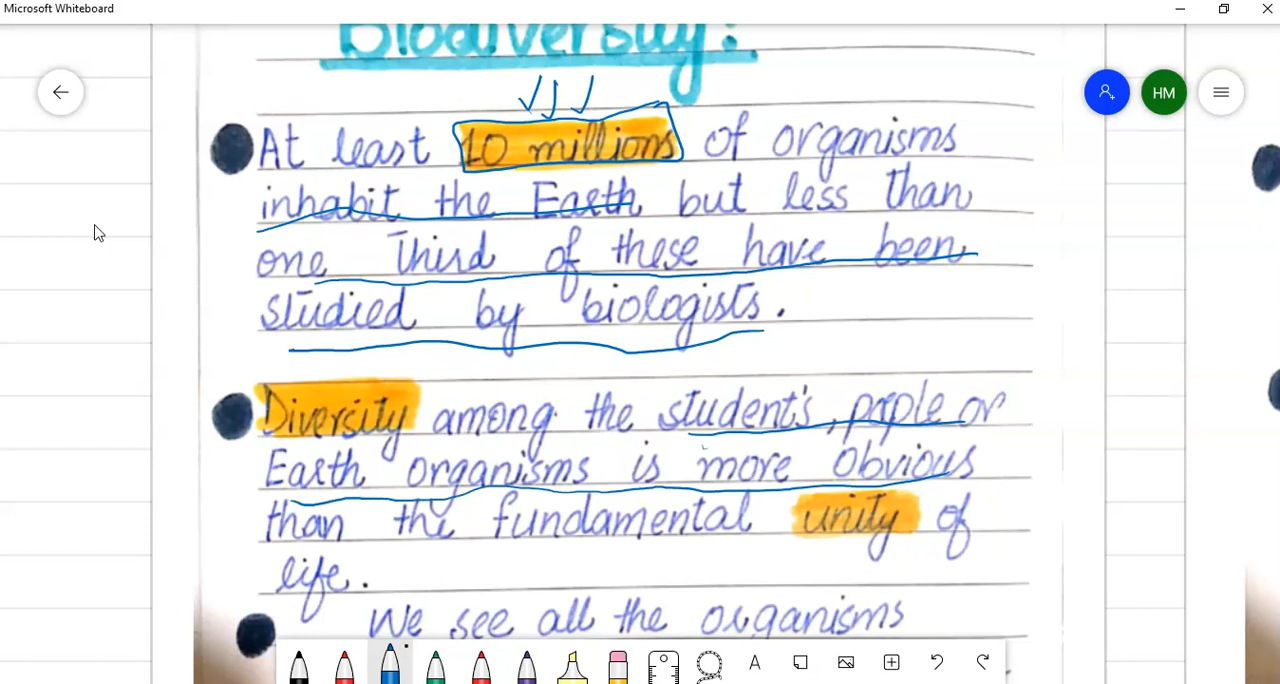 Microsoft Whiteboard
Biodiversity:
At least 10 millions of organisms
HM
inhabit the Earth but less than
one Third of these have been
studied by biologists.
Diversity among the student's, pople or
Earth organisms is more obvious
than the fundamental unity of
life.
We see all the organisms
A